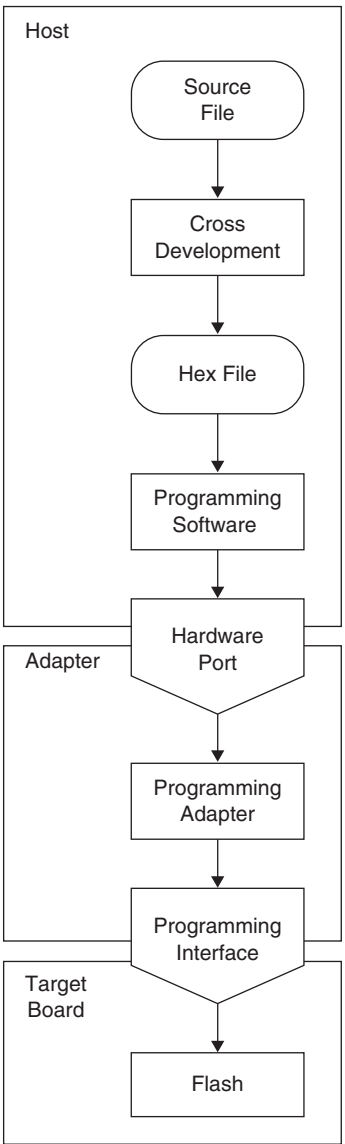 Host
Source
File
Cross
Development
Hex File
Programming
Software
Hardware
Port
Adapter
Programming
Adapter
Programming
Interface
Target
Board
Flash